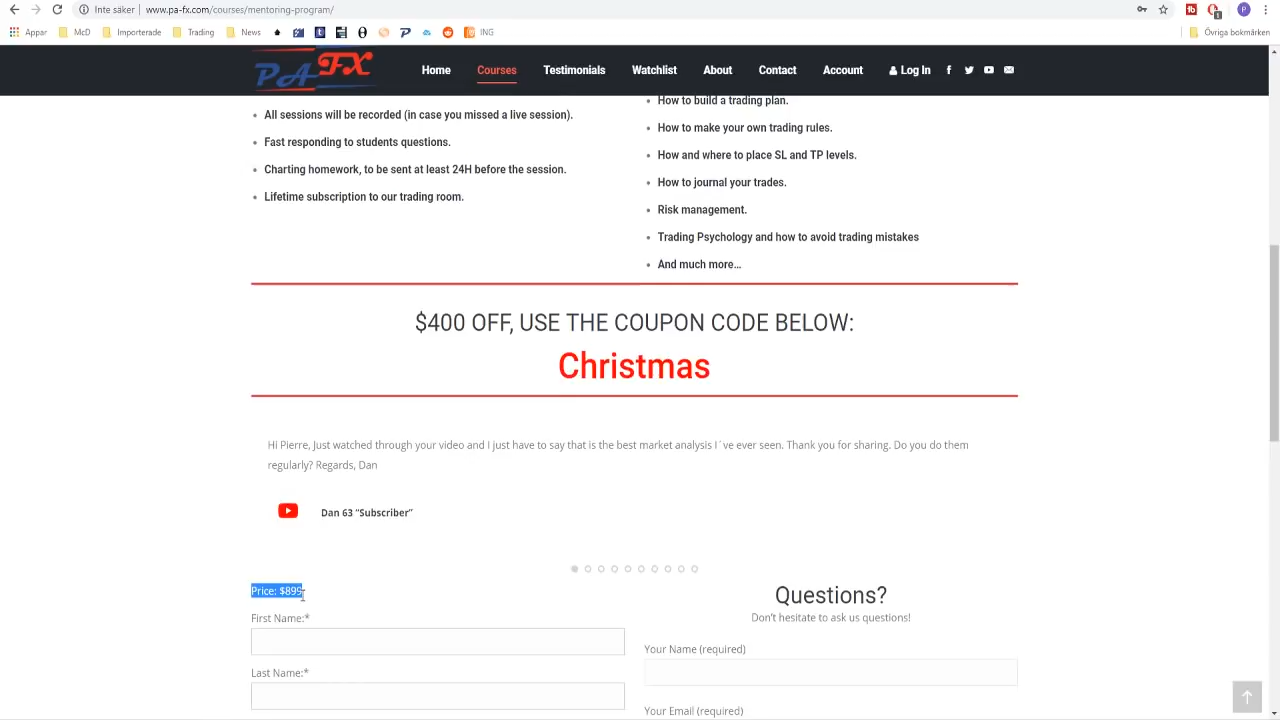 Inte säker | www.pa-fx.com/courses/mentoring-program/
Appar McD Importerade Trading News ING Övriga bokmärken
PAFX Home Courses Testimonials Watchlist About Contact Account Log In
All sessions will be recorded (in case you missed a live session).
Fast responding to students questions.
Charting homework, to be sent at least 24H before the session.
Lifetime subscription to our trading room.
How to build a trading plan.
How to make your own trading rules.
How and where to place SL and TP levels.
How to journal your trades.
Risk management.
Trading Psychology and how to avoid trading mistakes
And much more...
$400 OFF, USE THE COUPON CODE BELOW:
Christmas
Hi Pierre, Just watched through your video and I just have to say that is the best market analysis I´ve ever seen. Thank you for sharing. Do you do them
regularly? Regards, Dan
Dan 63 “Subscriber”
Price: $899
First Name:*
Last Name:*
Questions?
Don’t hesitate to ask us questions!
Your Name (required)
Your Email (required)